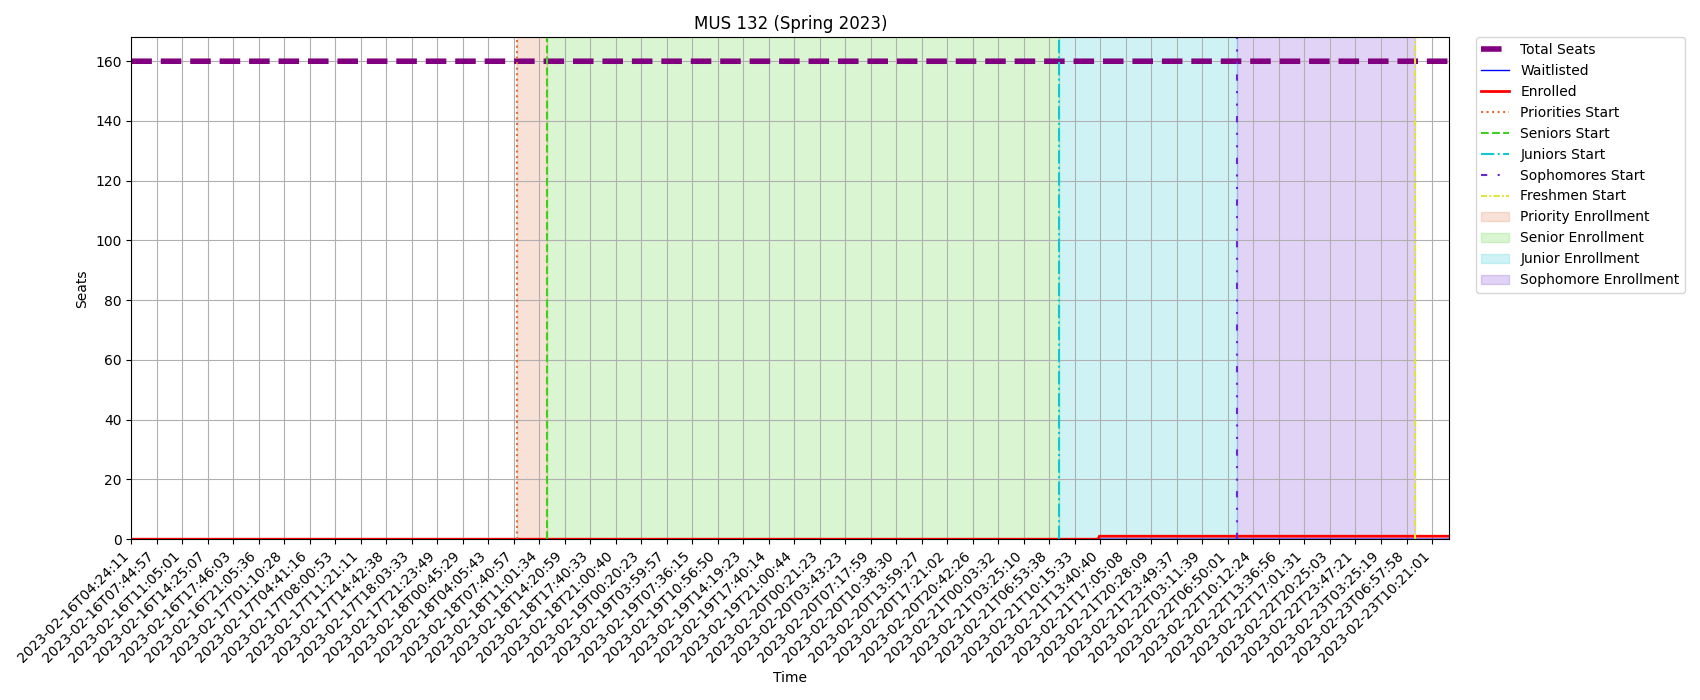 MUS 132 (Spring 2023)
Seats
160
140
120
100
80
60
40
20
0
2023-02-16T04:24:11
2023-02-16T07:44:57
2023-02-16T11:05:01
2023-02-16T14:25:07
2023-02-16T17:46:03
2023-02-16T21:05:36
2023-02-17T01:10:28
2023-02-17T04:41:16
2023-02-17T08:00:53
2023-02-17T11:21:11
2023-02-17T14:42:38
2023-02-17T18:03:33
2023-02-17T21:23:49
2023-02-18T00:45:29
2023-02-18T04:05:43
2023-02-18T07:40:57
2023-02-18T11:01:34
2023-02-18T14:20:59
2023-02-18T17:40:33
2023-02-18T21:00:40
2023-02-19T00:20:23
2023-02-19T03:59:57
2023-02-19T07:36:15
2023-02-19T10:56:50
2023-02-19T14:19:23
2023-02-19T17:40:14
2023-02-19T21:00:44
2023-02-20T00:21:23
2023-02-20T03:43:23
2023-02-20T07:17:59
2023-02-20T10:38:30
2023-02-20T13:59:27
2023-02-20T17:21:02
2023-02-20T20:42:26
2023-02-21T00:03:32
2023-02-21T03:25:10
2023-02-21T06:53:38
2023-02-21T10:15:33
2023-02-21T13:40:40
2023-02-21T17:05:08
2023-02-21T20:28:09
2023-02-21T23:49:37
2023-02-22T03:11:39
2023-02-22T06:50:01
2023-02-22T10:12:24
2023-02-22T13:36:56
2023-02-22T17:01:31
2023-02-22T20:25:03
2023-02-22T23:47:21
2023-02-23T03:25:19
2023-02-23T06:57:58
2023-02-23T10:21:01
Time
Total Seats
Waitlisted
Enrolled
Priorities Start
Seniors Start
Juniors Start
Sophomores Start
Freshmen Start
Priority Enrollment
Senior Enrollment
Junior Enrollment
Sophomore Enrollment